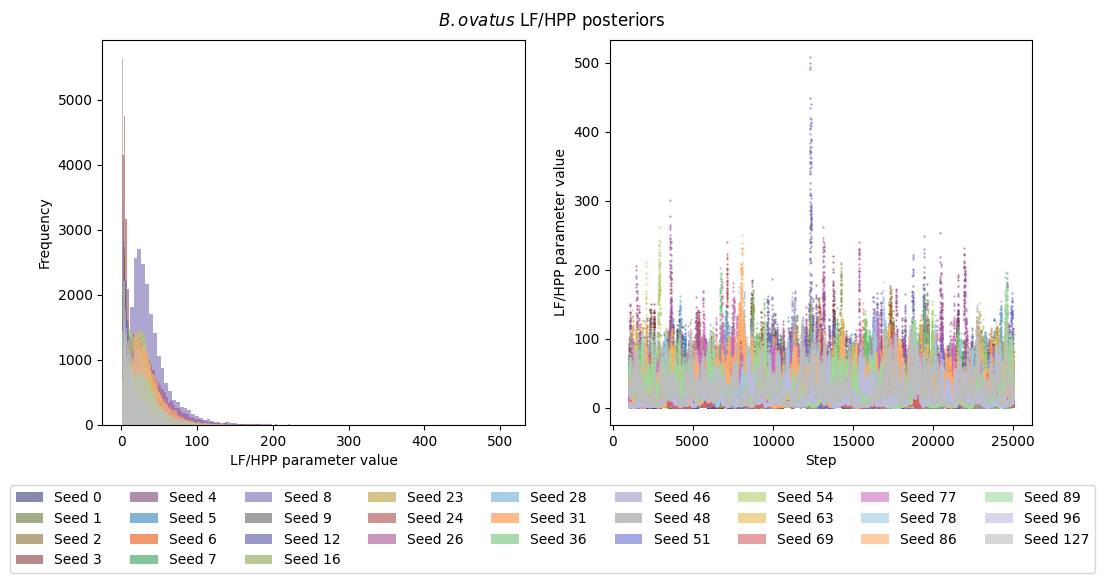 B.ovatus LF/HPP posteriors
Frequency
5000
4000
3000
2000
1000
0
0 100 200 300 400 500
LF/HPP parameter value
LF/HPP parameter value
500
400
300
200
100
0
0 5000 10000 15000 20000 25000
Step
Seed 0 Seed 4 Seed 8 Seed 23 Seed 28 Seed 46 Seed 54 Seed 77 Seed 89
Seed 1 Seed 5 Seed 9 Seed 24 Seed 31 Seed 48 Seed 63 Seed 78 Seed 96
Seed 2 Seed 6 Seed 12 Seed 26 Seed 36 Seed 51 Seed 69 Seed 86 Seed 127
Seed 3 Seed 7 Seed 16